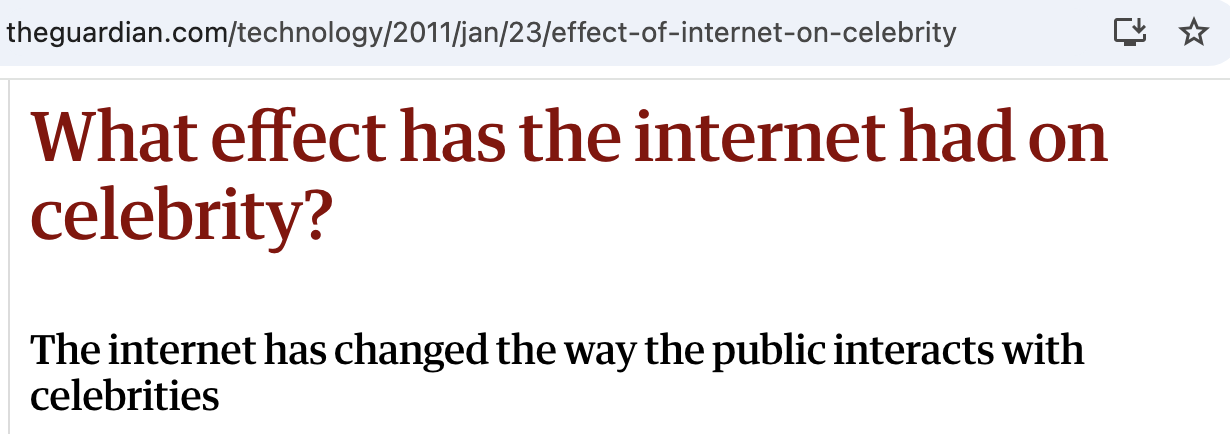 theguardian.com/technology/2011/jan/23/effect-of-internet-on-celebrity
What effect has the internet had on
celebrity?
The internet has changed the way the public interacts with
celebrities